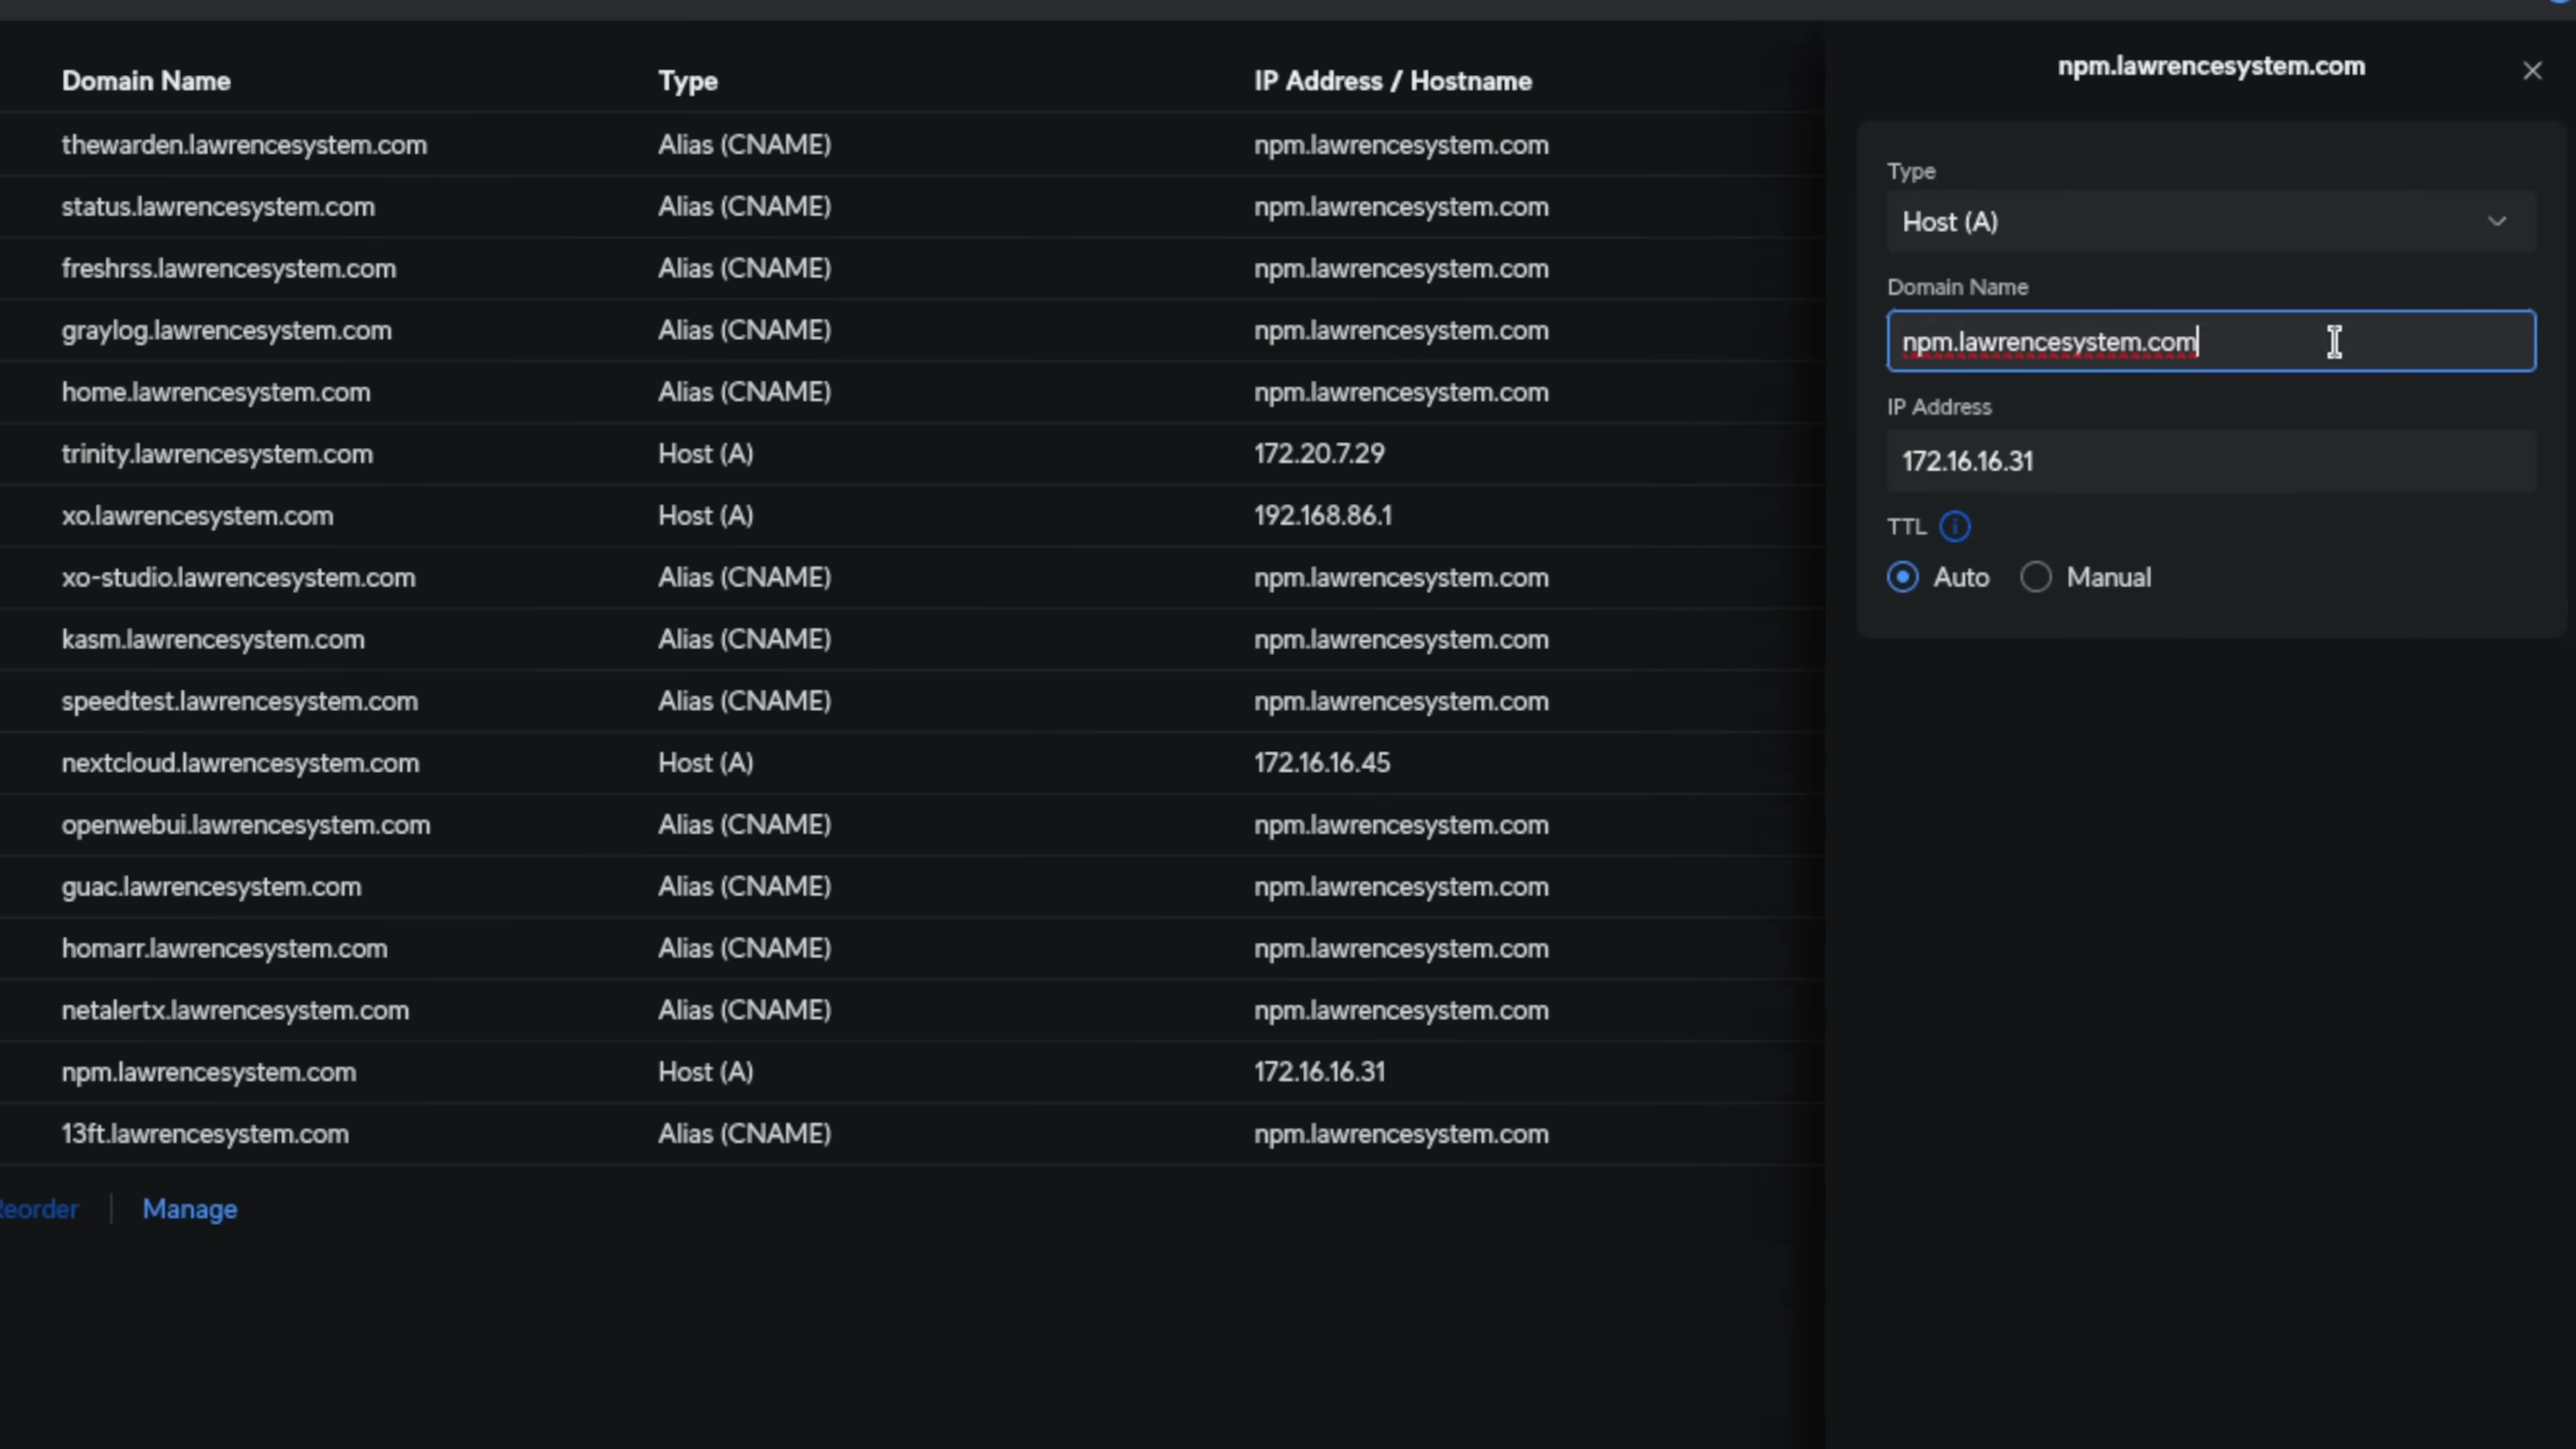 Domain Name Type IP Address / Hostname
thewarden.lawrencesystem.com Alias (CNAME) npm.lawrencesystem.com
status.lawrencesystem.com Alias (CNAME) npm.lawrencesystem.com
freshrss.lawrencesystem.com Alias (CNAME) npm.lawrencesystem.com
graylog.lawrencesystem.com Alias (CNAME) npm.lawrencesystem.com
home.lawrencesystem.com Alias (CNAME) npm.lawrencesystem.com
trinity.lawrencesystem.com Host (A) 172.20.7.29
xo.lawrencesystem.com Host (A) 192.168.86.1
xo-studio.lawrencesystem.com Alias (CNAME) npm.lawrencesystem.com
kasm.lawrencesystem.com Alias (CNAME) npm.lawrencesystem.com
speedtest.lawrencesystem.com Alias (CNAME) npm.lawrencesystem.com
nextcloud.lawrencesystem.com Host (A) 172.16.16.45
openwebui.lawrencesystem.com Alias (CNAME) npm.lawrencesystem.com
guac.lawrencesystem.com Alias (CNAME) npm.lawrencesystem.com
homarr.lawrencesystem.com Alias (CNAME) npm.lawrencesystem.com
netalertx.lawrencesystem.com Alias (CNAME) npm.lawrencesystem.com
npm.lawrencesystem.com Host (A) 172.16.16.31
13ft.lawrencesystem.com Alias (CNAME) npm.lawrencesystem.com
Reorder Manage
npm.lawrencesystem.com
Type
Host (A)
Domain Name
npm.lawrencesystem.com
IP Address
172.16.16.31
TTL
Auto Manual